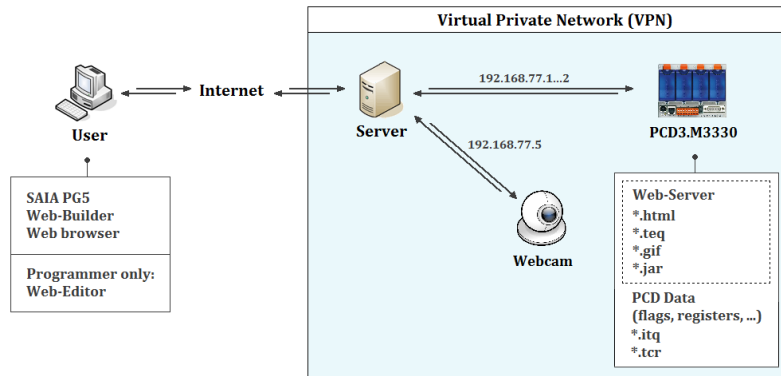 Virtual Private Network (VPN)
192.168.77.1...2
Internet
User
Server
PCD3.M3330
192.168.77.5
Webcam
SAIA PG5
Web-Builder
Web browser
Programmer only:
Web-Editor
Web-Server
*.html
*.teq
*.gif
*.jar
PCD Data
(flags, registers, ...)
*.itq
*.tcr